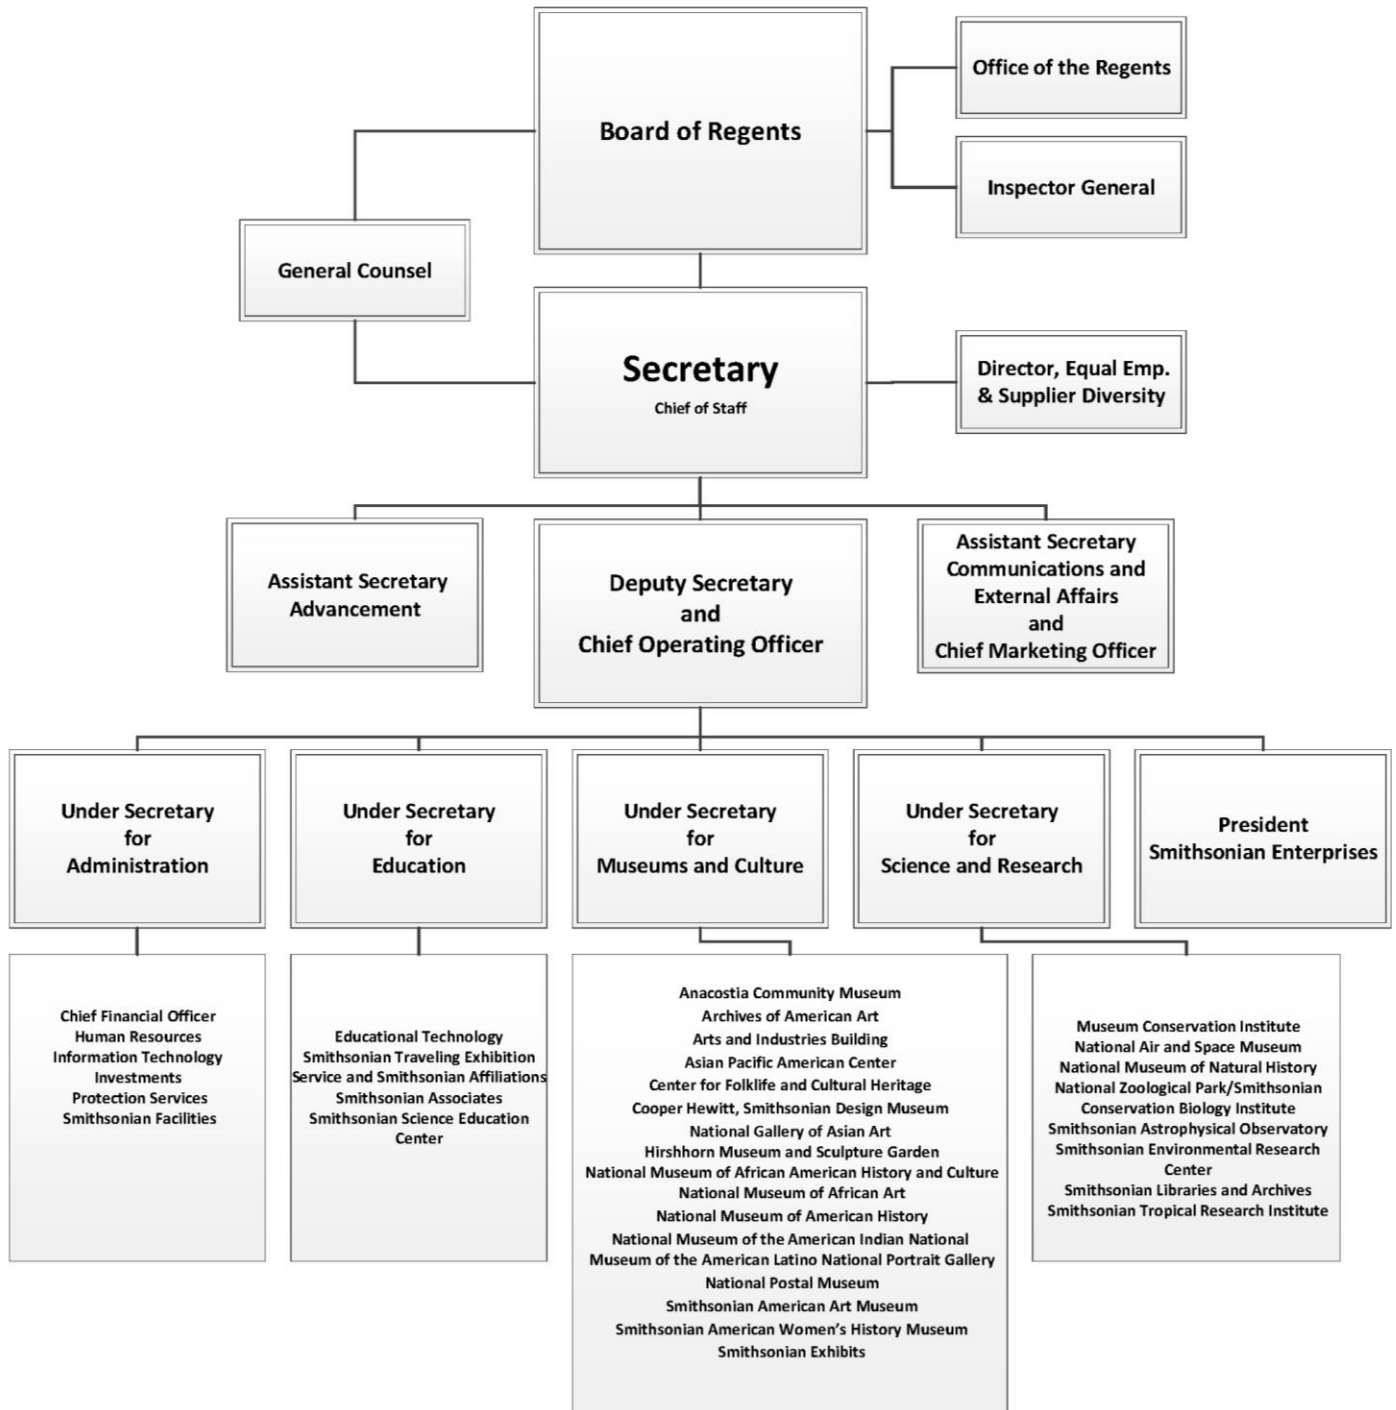 Board of Regents
Office of the Regents
Inspector General
General Counsel
Secretary
Chief of Staff
Director, Equal Emp.
& Supplier Diversity
Assistant Secretary
Advancement
Deputy Secretary
and
Chief Operating Officer
Assistant Secretary
Communications and
External Affairs
and
Chief Marketing Officer
Under Secretary
for
Administration
Under Secretary
for
Education
Under Secretary
for
Museums and Culture
Under Secretary
for
Science and Research
President
Smithsonian Enterprises
Chief Financial Officer
Human Resources
Information Technology
Investments
Protection Services
Smithsonian Facilities
Educational Technology
Smithsonian Traveling Exhibition
Service and Smithsonian Affiliations
Smithsonian Associates
Smithsonian Science Education
Center
Anacostia Community Museum
Archives of American Art
Arts and Industries Building
Asian Pacific American Center
Center for Folklife and Cultural Heritage
Cooper Hewitt, Smithsonian Design Museum
National Gallery of Asian Art
Hirshhorn Museum and Sculpture Garden
National Museum of African American History and Culture
National Museum of African Art
National Museum of American History
National Museum of the American Indian National
Museum of the American Latino National Portrait Gallery
National Postal Museum
Smithsonian American Art Museum
Smithsonian American Women’s History Museum
Smithsonian Exhibits
Museum Conservation Institute
National Air and Space Museum
National Museum of Natural History
National Zoological Park/Smithsonian
Conservation Biology Institute
Smithsonian Astrophysical Observatory
Smithsonian Environmental Research
Center
Smithsonian Libraries and Archives
Smithsonian Tropical Research Institute